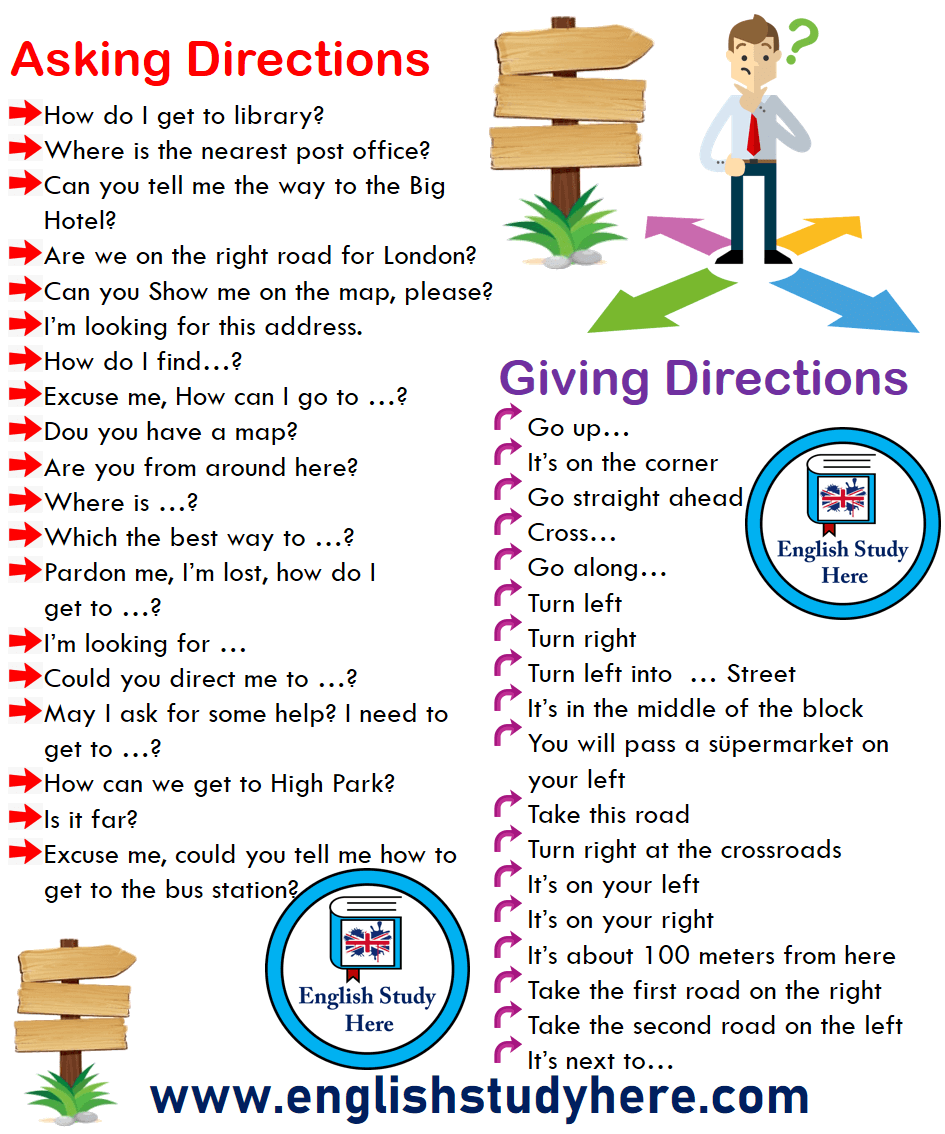 Asking Directions
How do I get to library?
Where is the nearest post office?
Can you tell me the way to the Big
Hotel?
Are we on the right road for London?
Can you Show me on the map, please?
I'm looking for this address.
How do I find...?
Excuse me, How can I go to ...?
Dou you have a map?
Are you from around here?
Where is ...?
Which the best way to ...?
Pardon me, I'm lost, how do I
get to ...?
I'm looking for ...
Could you direct me to ...?
May I ask for some help? I need to
get to ...?
How can we get to High Park?
Is it far?
Excuse me, could you tell me how to
get to the bus station?
English Study
Here
?
Giving Directions
Go up...
It's on the corner
Go straight ahead
Cross...
Go along...
Turn left
Turn right
Turn left into ... Street
It's in the middle of the block
You will pass a süpermarket on
your left
Take this road
Turn right at the crossroads
It's on your left
It's on your right
It's about 100 meters from here
Take the first road on the right
Take the second road on the left
It's next to...
English Study
Here
www.englishstudyhere.com